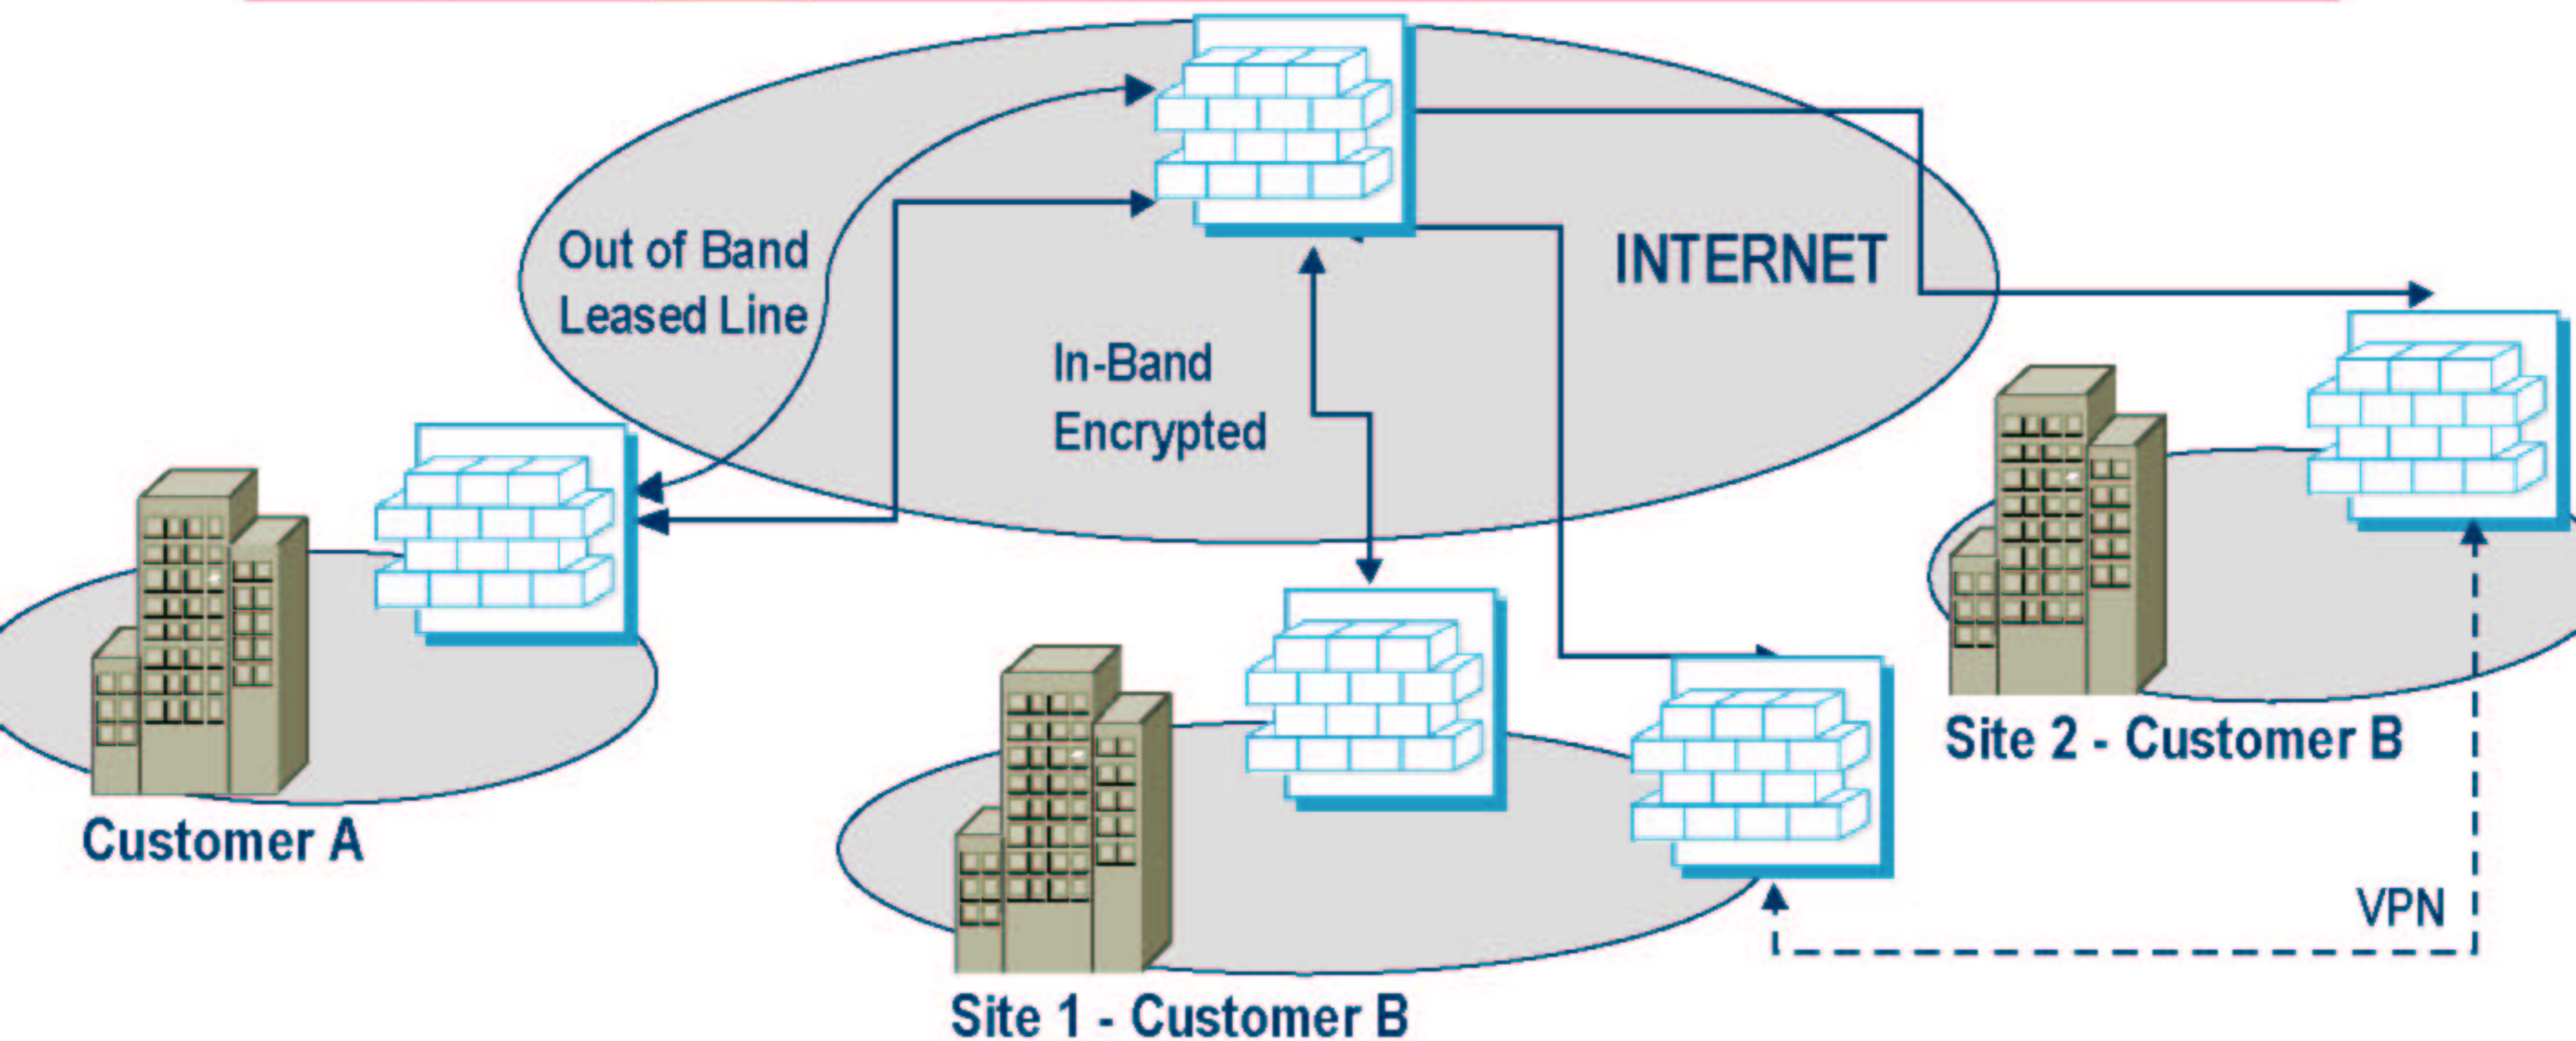 Out of Band
Leased Line
INTERNET
In-Band
Encrypted
Customer A
Site 2 - Customer B
VPN
Site 1 - Customer B